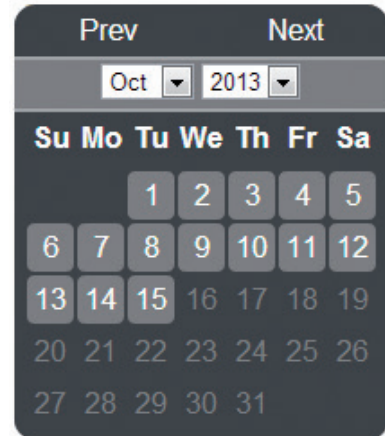 Prev Next
Oct 2013
Su Mo Tu We Th Fr Sa
1 2 3 4 5
6 7 8 9 10 11 12
13 14 15 16 17 18 19
20 21 22 23 24 25 26
27 28 29 30 31